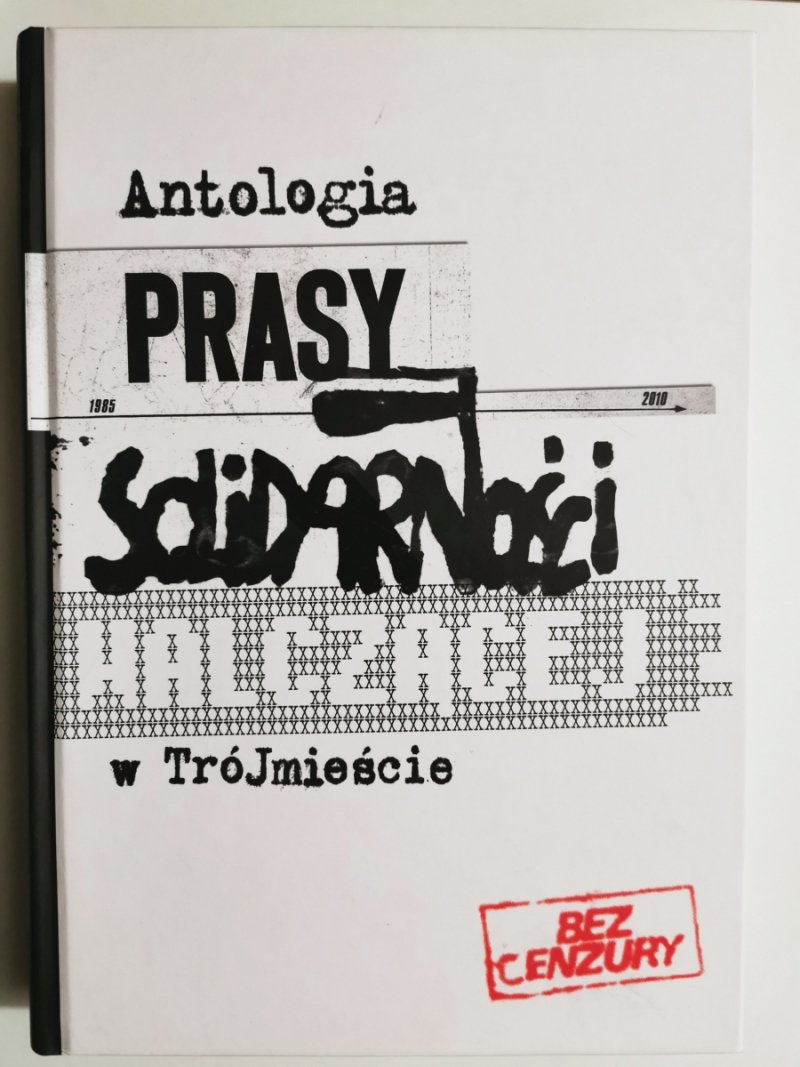 Antologia
PRASY
1985 2010
SOLiDARNOŚCi
WALCZĄCEJ
w TróJmieście
BEZ
CENZURY